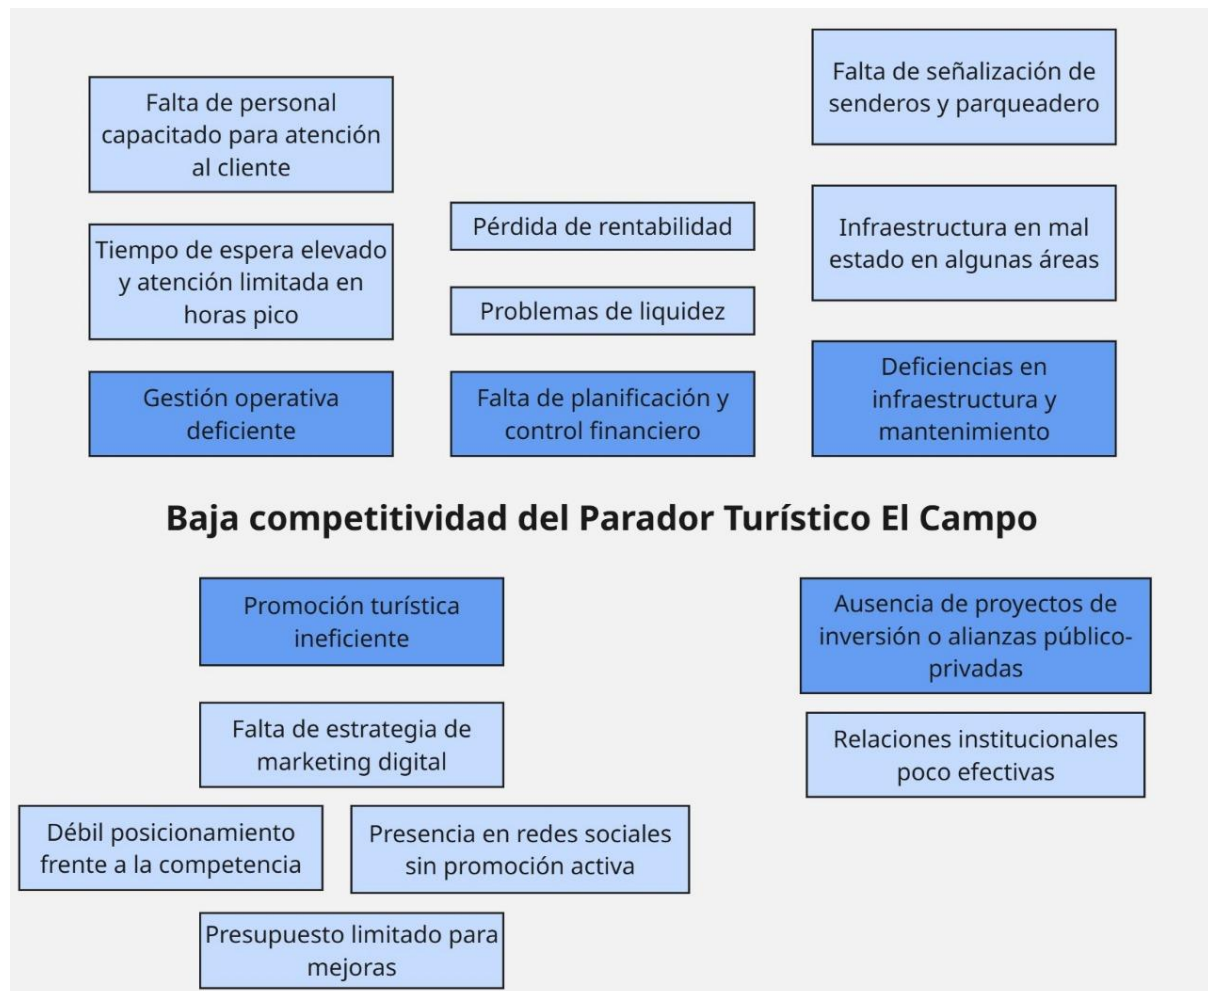 Falta de personal
capacitado para atención
al cliente
Tiempo de espera elevado
y atención limitada en
horas pico
Gestión operativa
deficiente
Pérdida de rentabilidad
Problemas de liquidez
Falta de planificación y
control financiero
Falta de señalización de
senderos y parqueadero
Infraestructura en mal
estado en algunas áreas
Deficiencias en
infraestructura y
mantenimiento
Baja competitividad del Parador Turístico El Campo
Promoción turística
ineficiente
Falta de estrategia de
marketing digital
Débil posicionamiento
frente a la competencia
Presencia en redes sociales
sin promoción activa
Presupuesto limitado para
mejoras
Ausencia de proyectos de
inversión o alianzas público-
privadas
Relaciones institucionales
poco efectivas